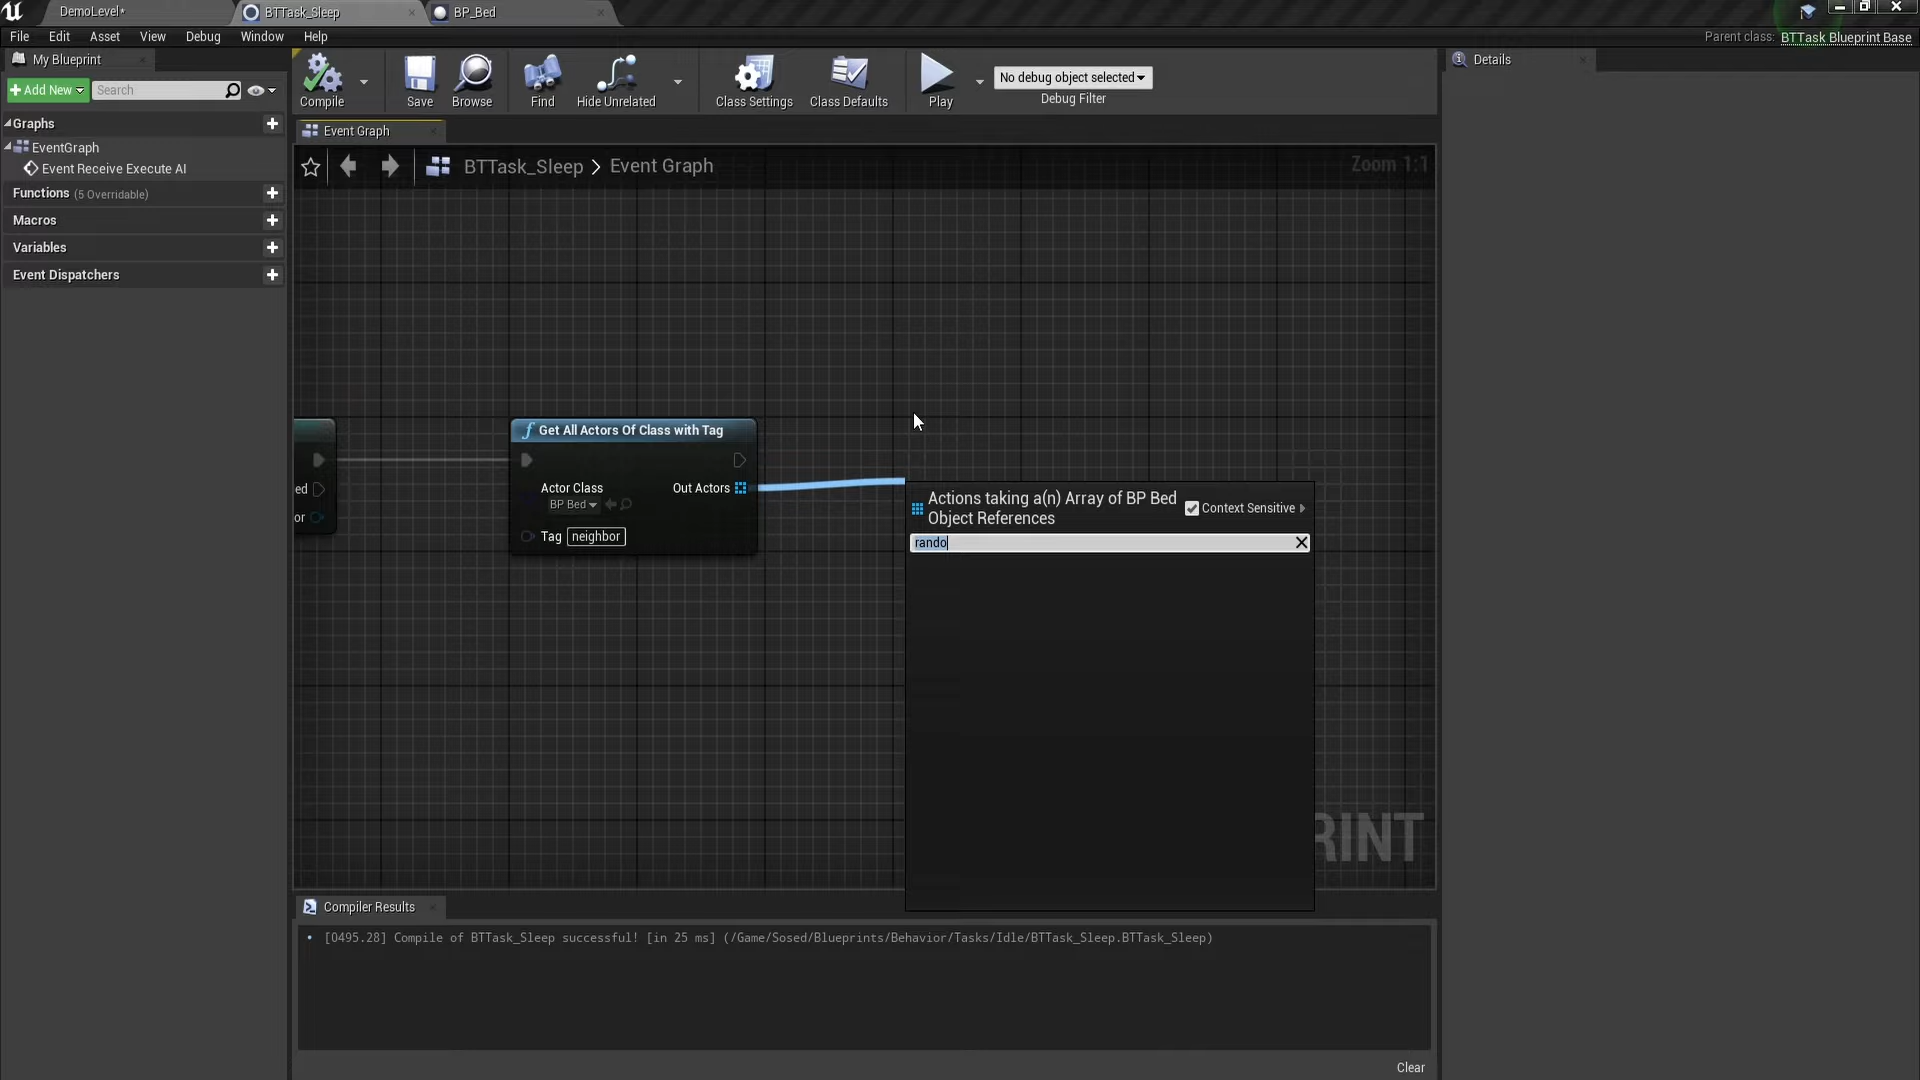 DemoLevel*
BTTask_Sleep
BP_Bed
File Edit Asset View Debug Window Help
Parent class: BTTask Blueprint Base
My Blueprint
Add New
Search
Graphs
EventGraph
Event Receive Execute AI
Functions (5 Overridable)
Macros
Variables
Event Dispatchers
Compile
Save
Browse
Find
Hide Unrelated
Class Settings
Class Defaults
Play
No debug object selected
Debug Filter
Details
Event Graph
BTTask_Sleep > Event Graph
Zoom 1:1
ed
or
Get All Actors Of Class with Tag
Actor Class
BP Bed
Out Actors
Tag neighbor
Actions taking a(n) Array of BP Bed
Object References
Context Sensitive
rando
RINT
Compiler Results
• [0495.28] Compile of BTTask_Sleep successful! [in 25 ms] (/Game/Sosed/Blueprints/Behavior/Tasks/Idle/BTTask_Sleep.BTTask_Sleep)
Clear